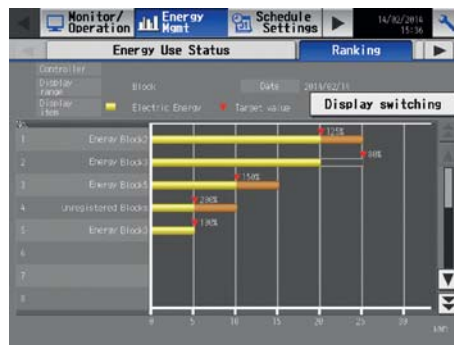 Monitor/ Operation
Energy Mgmt
Schedule Settings
14/02/2014
15:36
Energy Use Status
Ranking
Controller
Display range
Block
Date
2014/02/11
Display item
Electric Energy
Target value
Display switching
No.
1 Energy Block2 125%
2 Energy Block3 80%
3 Energy Block5 150%
4 unregistered Blocks 200%
5 Energy Block1 100%
6
7
8
0 5 10 15 20 25 30
kWh